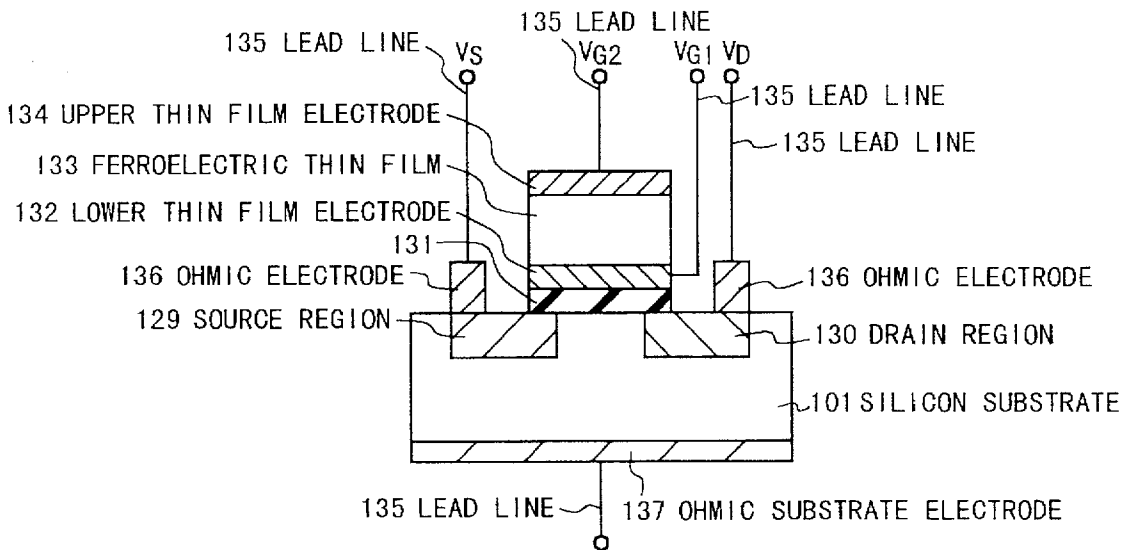 135 LEAD LINE
135 LEAD LINE VS VG2 VG1 VD
135 LEAD LINE
134 UPPER THIN FILM ELECTRODE
135 LEAD LINE
133 FERROELECTRIC THIN FILM
132 LOWER THIN FILM ELECTRODE
131
136 OHMIC ELECTRODE
136 OHMIC ELECTRODE
129 SOURCE REGION
130 DRAIN REGION
101 SILICON SUBSTRATE
135 LEAD LINE
137 OHMIC SUBSTRATE ELECTRODE